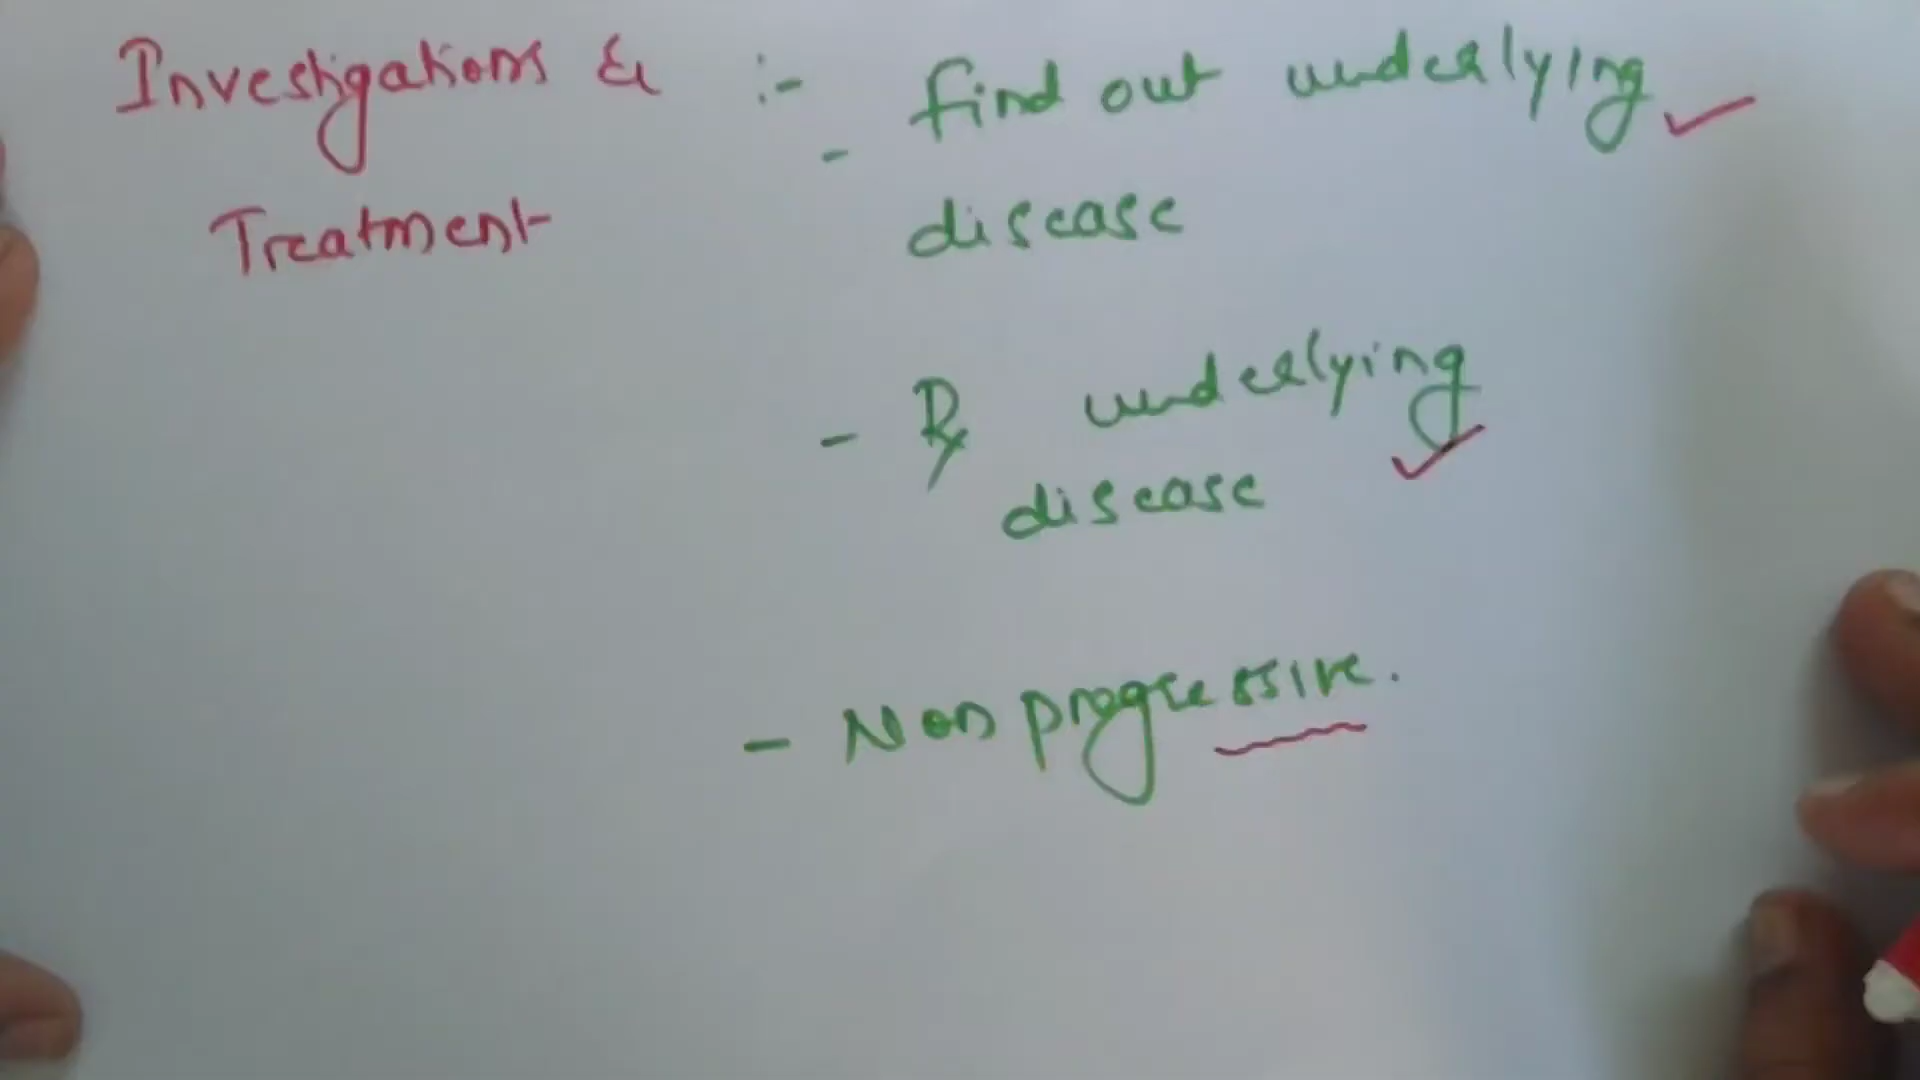 Investigations & :- find out underlying
Treatment - disease
- Rx underlying
disease
- Non progressive.